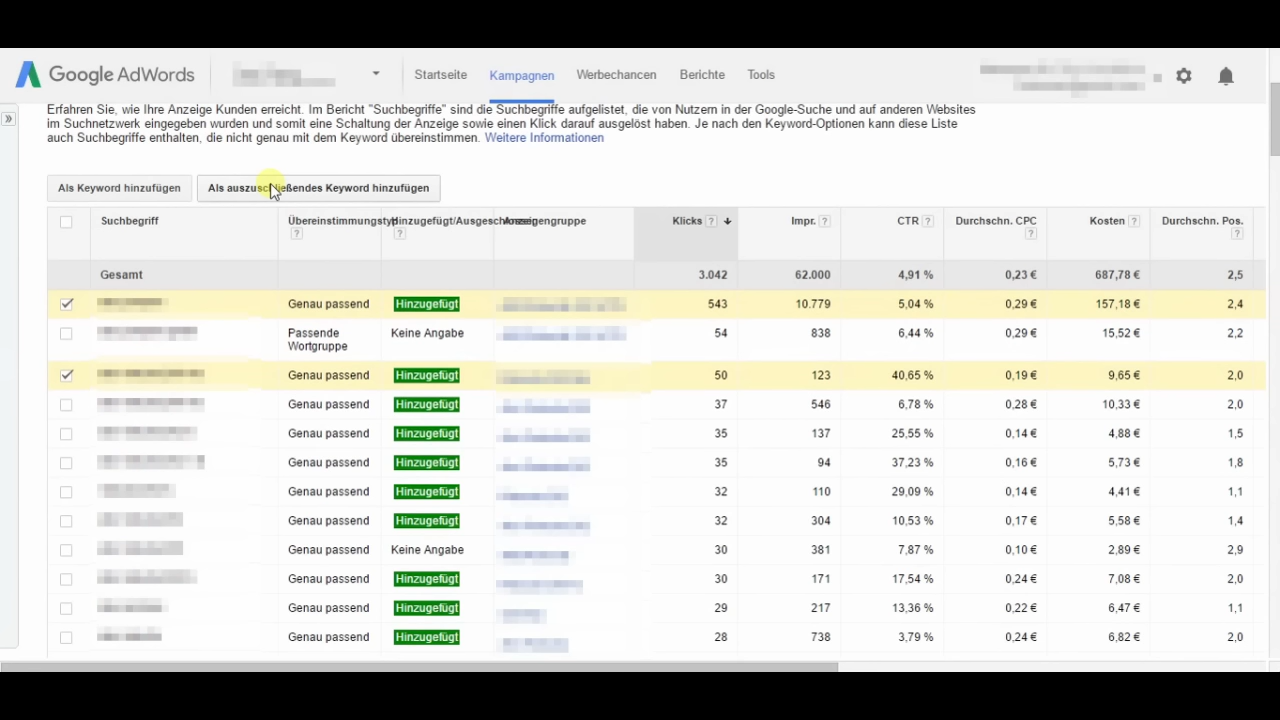 Google AdWords Startseite Kampagnen Werbechancen Berichte Tools
Erfahren Sie, wie Ihre Anzeige Kunden erreicht. Im Bericht "Suchbegriffe" sind die Suchbegriffe aufgelistet, die von Nutzern in der Google-Suche und auf anderen Websites
im Suchnetzwerk eingegeben wurden und somit eine Schaltung der Anzeige sowie einen Klick darauf ausgelöst haben. Je nach den Keyword-Optionen kann diese Liste
auch Suchbegriffe enthalten, die nicht genau mit dem Keyword übereinstimmen. Weitere Informationen
Als Keyword hinzufügen Als auszuschließendes Keyword hinzufügen
Suchbegriff Übereinstimmungstyp ? Hinzugefügt/Ausgeschlossen ? Anzeigengruppe Klicks ? Impr. ? CTR ? Durchschn. CPC ? Kosten ? Durchschn. Pos. ?
Gesamt 3.042 62.000 4,91 % 0,23 € 687,78 € 2,5
Genau passend Hinzugefügt 543 10.779 5,04 % 0,29 € 157,18 € 2,4
Passende Keine Angabe 54 838 6,44 % 0,29 € 15,52 € 2,2
Wortgruppe
Genau passend Hinzugefügt 50 123 40,65 % 0,19 € 9,65 € 2,0
Genau passend Hinzugefügt 37 546 6,78 % 0,28 € 10,33 € 2,0
Genau passend Hinzugefügt 35 137 25,55 % 0,14 € 4,88 € 1,5
Genau passend Hinzugefügt 35 94 37,23 % 0,16 € 5,73 € 1,8
Genau passend Hinzugefügt 32 110 29,09 % 0,14 € 4,41 € 1,1
Genau passend Hinzugefügt 32 304 10,53 % 0,17 € 5,58 € 1,4
Genau passend Keine Angabe 30 381 7,87 % 0,10 € 2,89 € 2,9
Genau passend Hinzugefügt 30 171 17,54 % 0,24 € 7,08 € 2,0
Genau passend Hinzugefügt 29 217 13,36 % 0,22 € 6,47 € 1,1
Genau passend Hinzugefügt 28 738 3,79 % 0,24 € 6,82 € 2,0